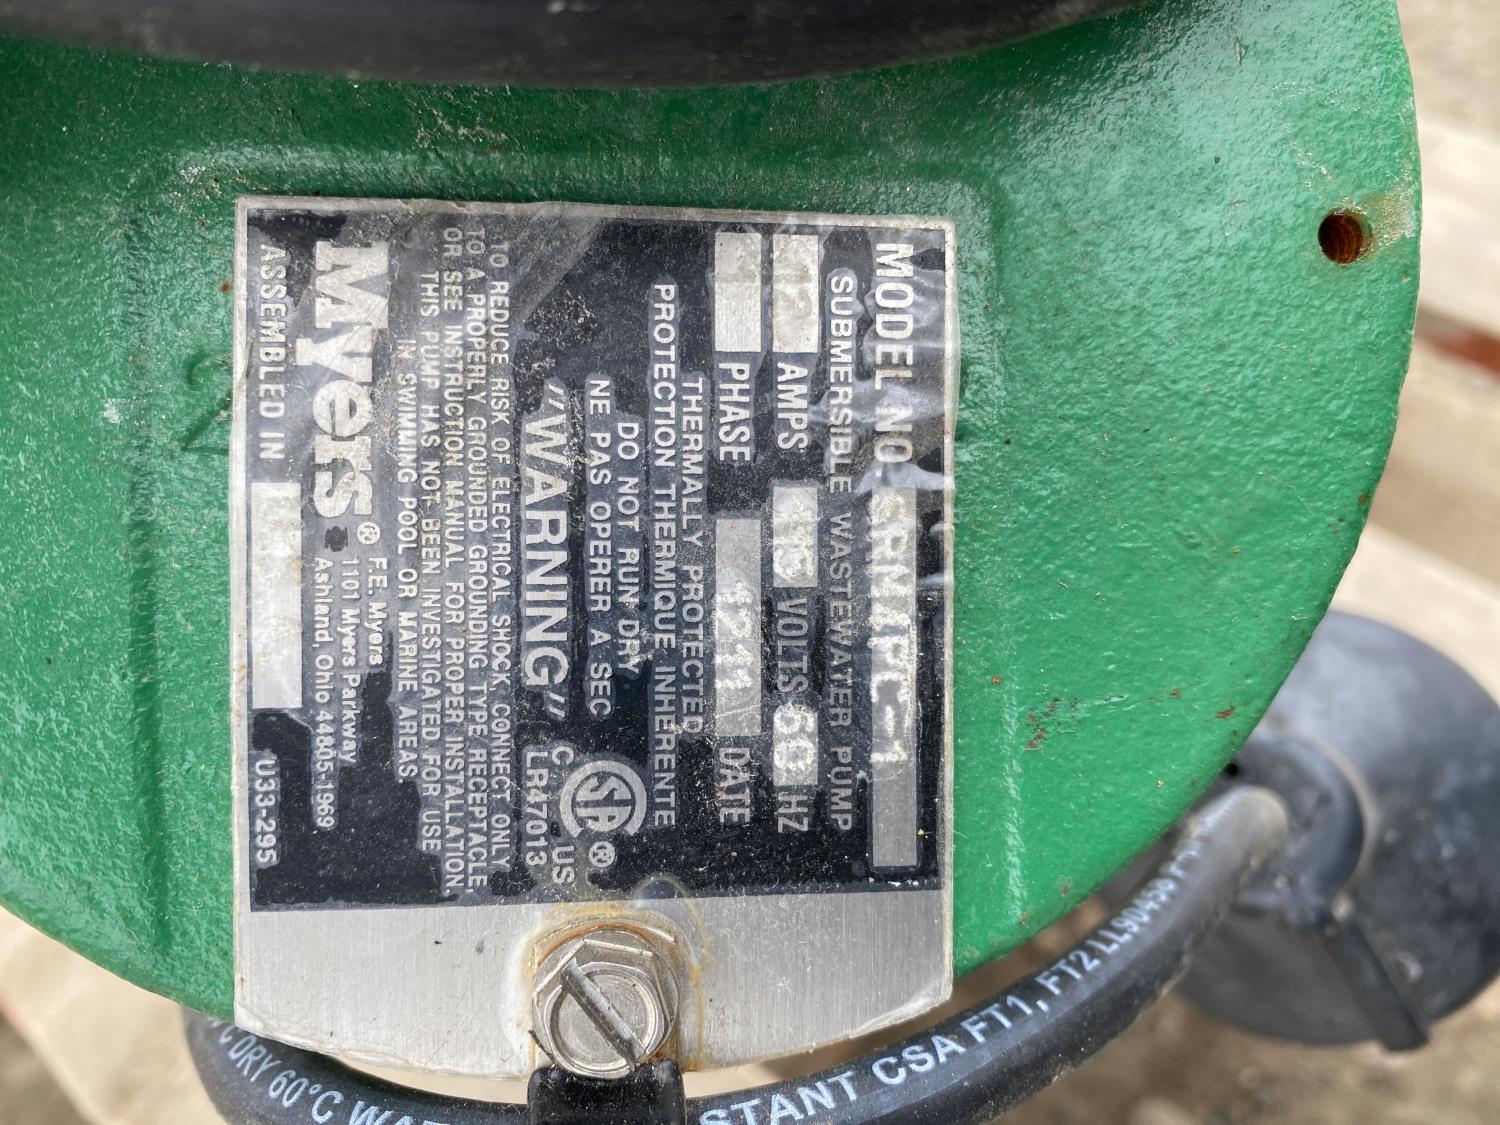 MODEL NO. SRM4PC-1
SUBMERSIBLE WASTEWATER PUMP
12 AMPS 115 VOLTS 60 HZ
1 PHASE DATE
THERMALLY PROTECTED
PROTECTION THERMIQUE INHERENTE
DO NOT RUN DRY
NE PAS OPERER A SEC
CSA ®
C US
LR47013
"WARNING"
TO REDUCE RISK OF ELECTRICAL SHOCK, CONNECT ONLY
TO A PROPERLY GROUNDED GROUNDING TYPE RECEPTACLE
OR SEE INSTRUCTION MANUAL FOR PROPER INSTALLATION.
THIS PUMP HAS NOT BEEN INVESTIGATED FOR USE
IN SWIMMING POOL OR MARINE AREAS
Myers®
F.E. Myers
1101 Myers Parkway
Ashland, Ohio 44805-1969
ASSEMBLED IN
U33-295
DRY 60°C
STANT CSA FT1, FT2 LL90458